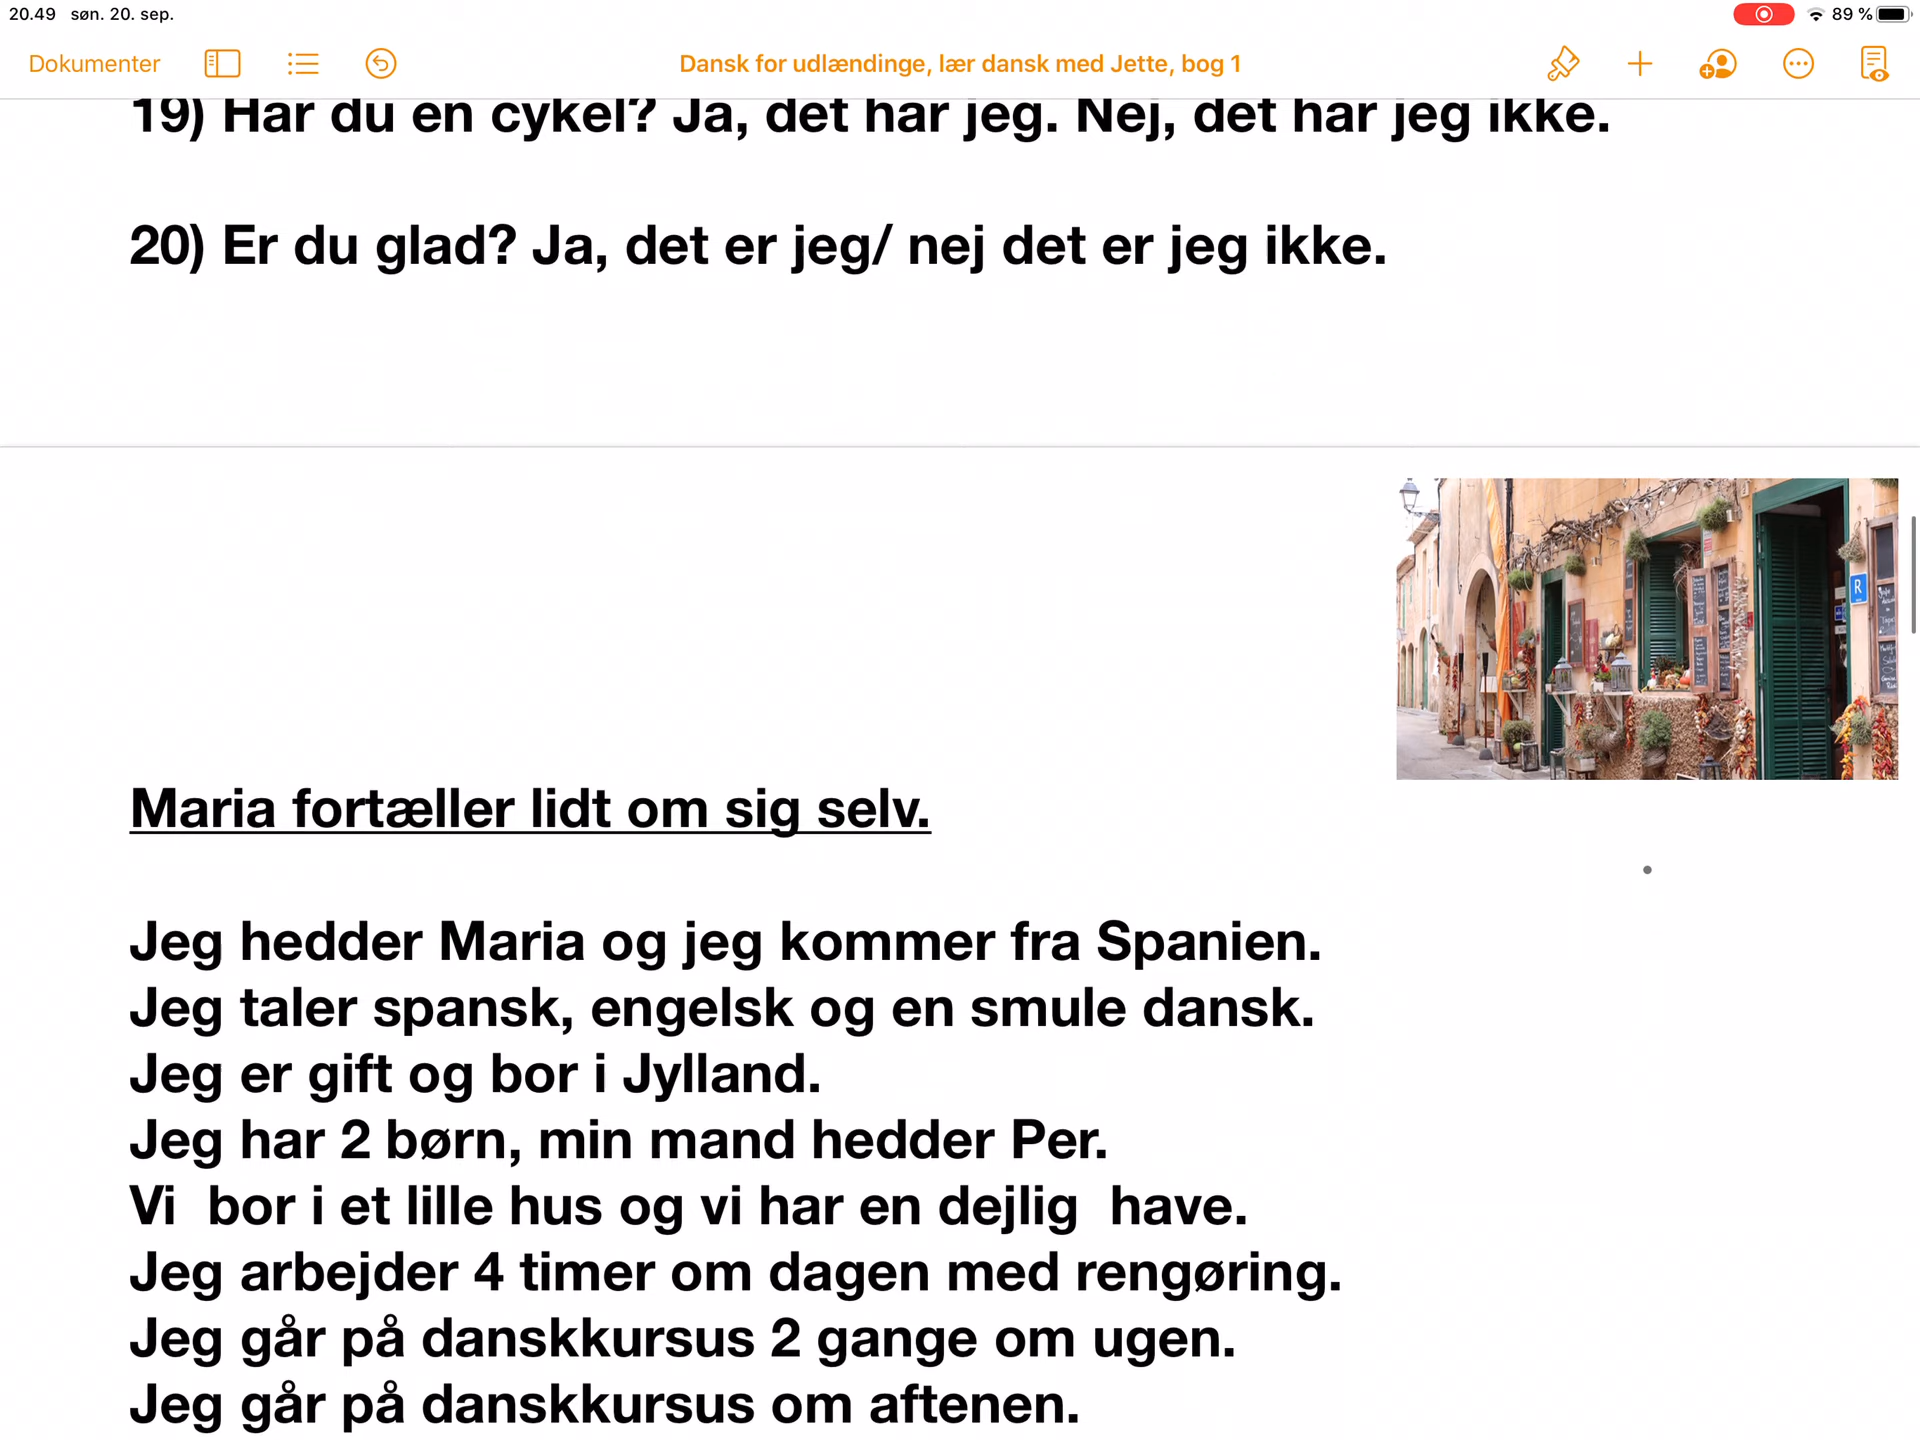 20.49 søn. 20. sep.
89 %
Dokumenter
Dansk for udlændinge, lær dansk med Jette, bog 1
19) Har du en cykel? Ja, det har jeg. Nej, det har jeg ikke.
20) Er du glad? Ja, det er jeg/ nej det er jeg ikke.
R
Maria fortæller lidt om sig selv.
Jeg hedder Maria og jeg kommer fra Spanien.
Jeg taler spansk, engelsk og en smule dansk.
Jeg er gift og bor i Jylland.
Jeg har 2 børn, min mand hedder Per.
Vi  bor i et lille hus og vi har en dejlig  have.
Jeg arbejder 4 timer om dagen med rengøring.
Jeg går på danskkursus 2 gange om ugen.
Jeg går på danskkursus om aftenen.